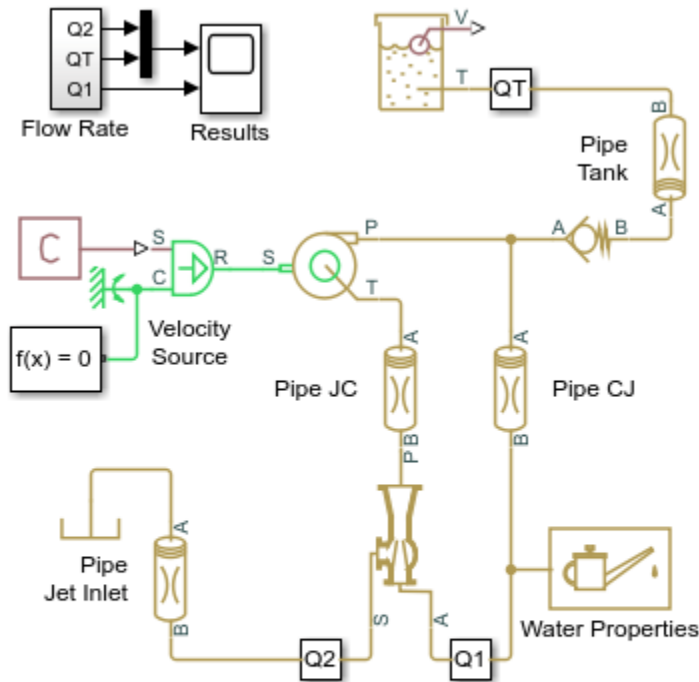 Q2
QT
Q1
Flow Rate
Results
V
T
QT
B
Pipe
Tank
A
C
S
C
R
S
P
T
A
B
Velocity
Source
f(x) = 0
Pipe JC
A
B
P
A
Pipe CJ
B
A
Pipe
Jet Inlet
B
Q2
S
A
Q1
Water Properties